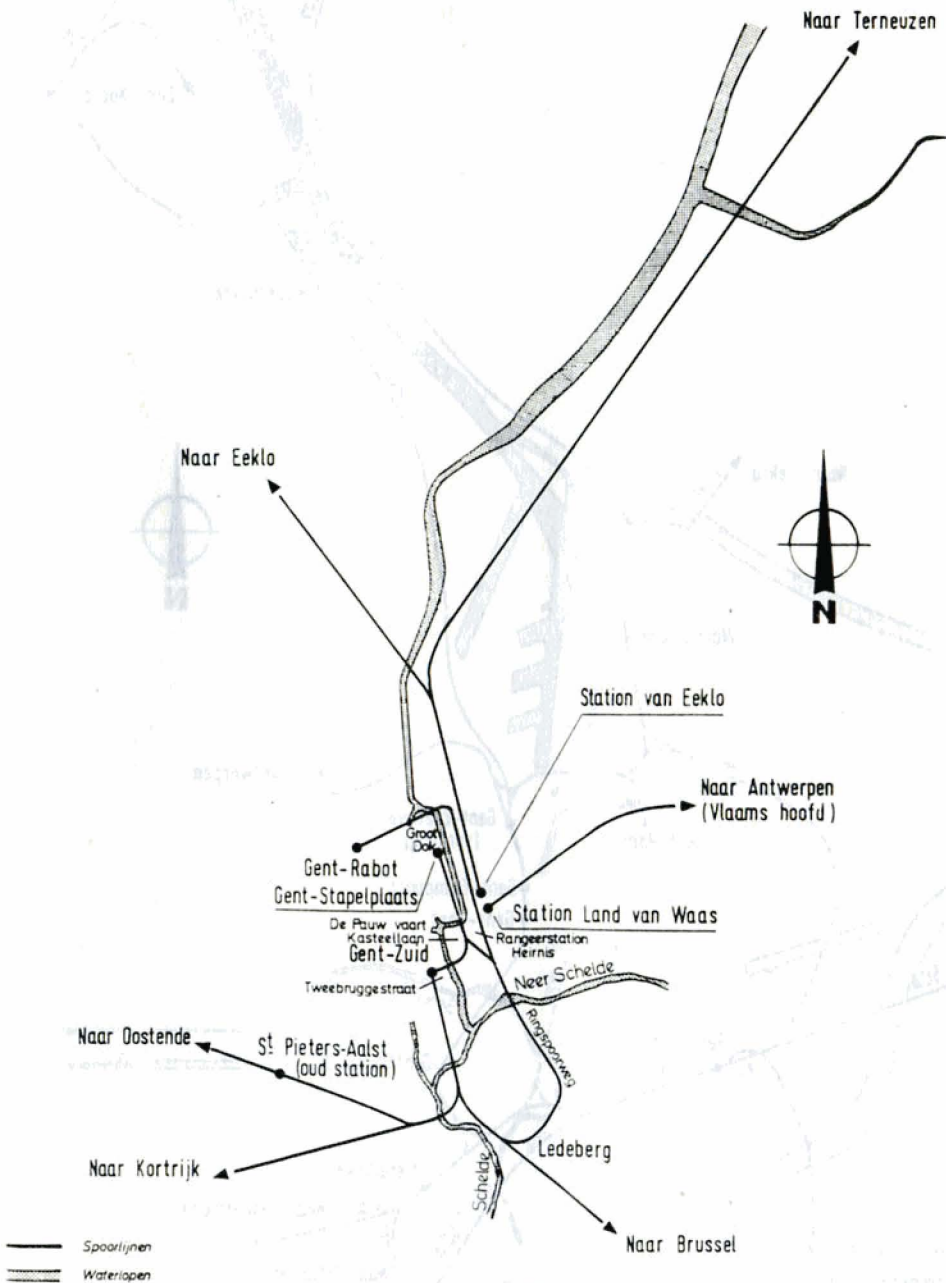 Naar Terneuzen
Naar Eeklo
N
Station van Eeklo
Naar Antwerpen
(Vlaams hoofd)
Groot
Dok
Gent-Rabot
Gent-Stapelplaats
Station Land van Waas
De Pauw vaart
Kasteellaan
Rangeerstation
Heirnis
Gent-Zuid
Tweebruggestraat
Neer Schelde
Ringspoorweg
Naar Oostende
St Pieters-Aalst
(oud station)
Ledeberg
Naar Kortrijk
Schelde
Naar Brussel
Spoorlijnen
Waterlopen